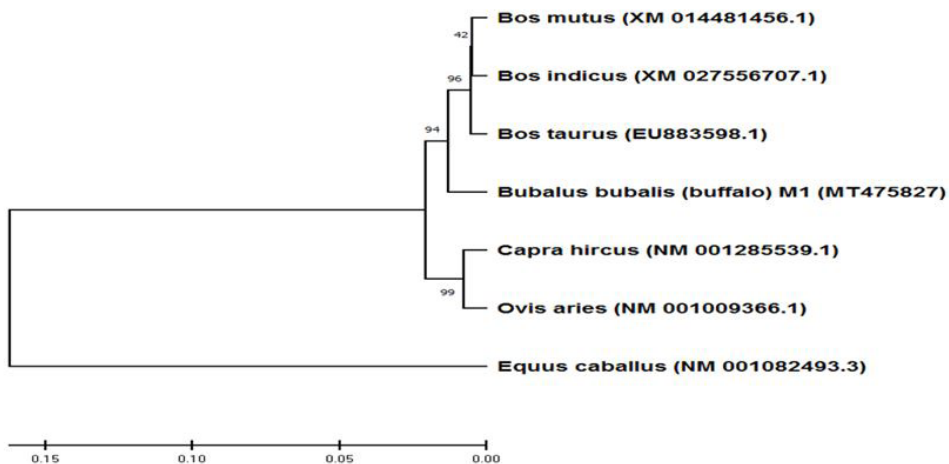 Bos mutus (XM 014481456.1)
42
Bos indicus (XM 027556707.1)
96
Bos taurus (EU883598.1)
94
Bubalus bubalis (buffalo) M1 (MT475827)
Capra hircus (NM 001285539.1)
99
Ovis aries (NM 001009366.1)
Equus caballus (NM 001082493.3)
0.15 0.10 0.05 0.00